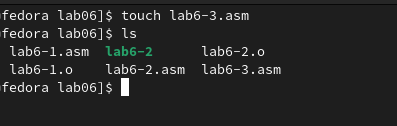 fedora lab06]$ touch lab6-3.asm
fedora lab06]$ ls
lab6-1.asm lab6-2 lab6-2.o
lab6-1.o lab6-2.asm lab6-3.asm
fedora lab06]$